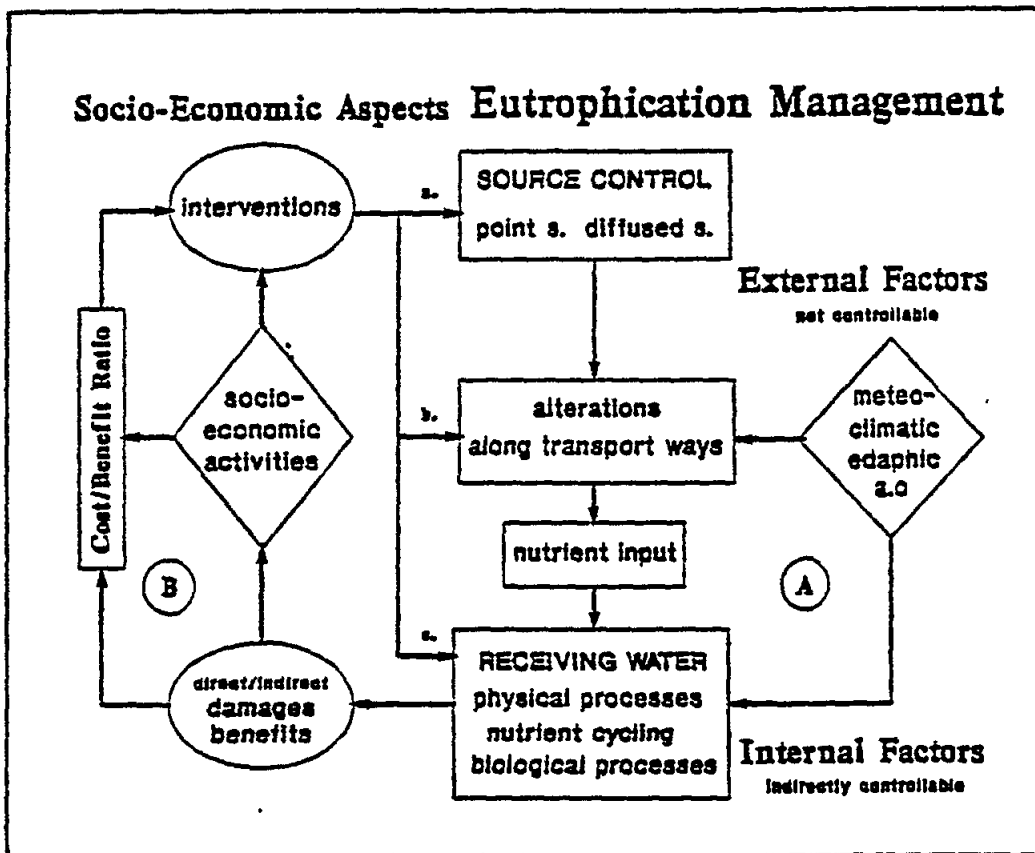 Socio-Economic Aspects Eutrophication Management
interventions
a.
SOURCE CONTROL
point s. diffused s.
External Factors
not controllable
Cost/Benefit Ratio
socio-
economic
activities
b.
alterations
along transport ways
meteo-
climatic
edaphic
a.o
nutrient input
B
A
c.
direct/indirect
damages
benefits
RECEIVING WATER
physical processes
nutrient cycling
biological processes
Internal Factors
indirectly controllable